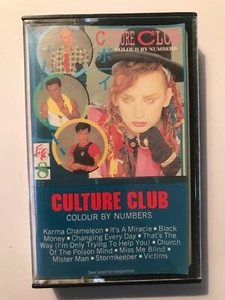 CULTURE CLUB
COLOUR BY NUMBERS
CULTURE CLUB
COLOUR BY NUMBERS
Karma Chameleon • It's A Miracle • Black
Money • Changing Every Day • That's The
Way (I'm Only Trying To Help You) • Church
Of The Poison Mind • Miss Me Blind •
Mister Man • Stormkeeper • Victims